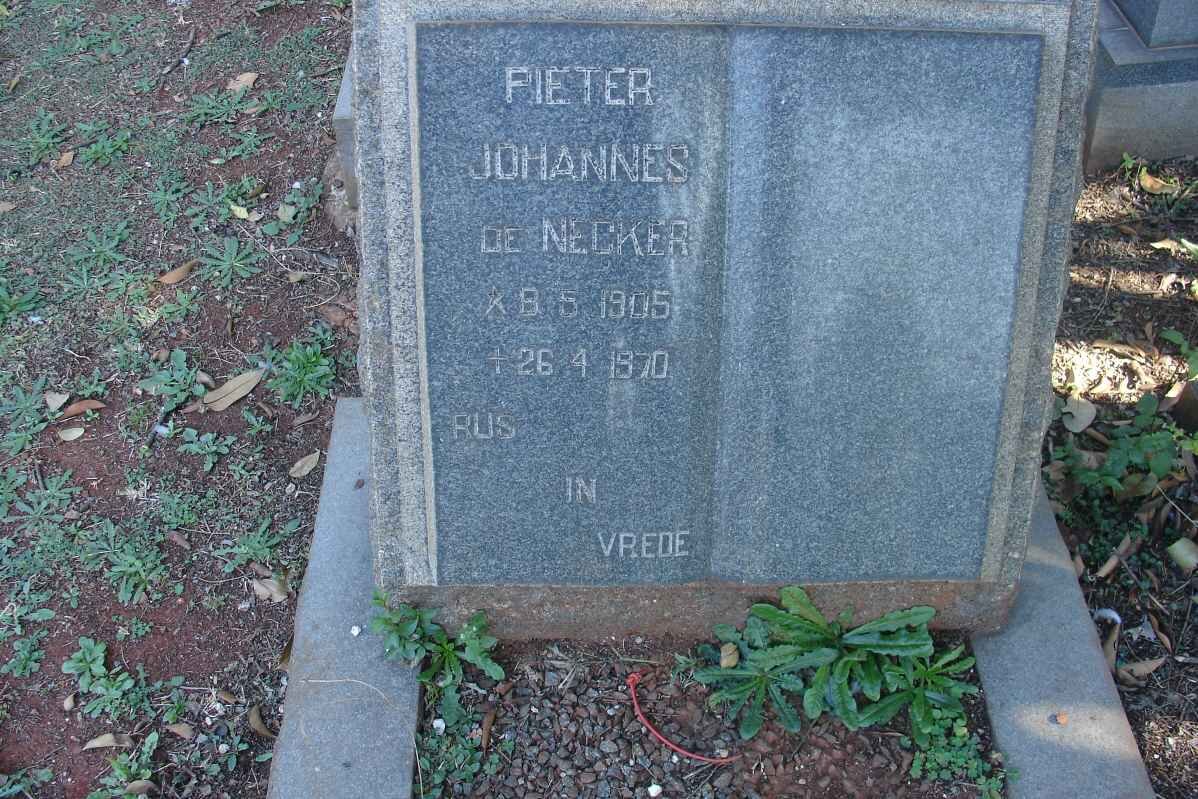 PIETER
JOHANNES
DE NECKER
* 8 5 1905
+ 26 4 1970
RUS
IN
VREDE